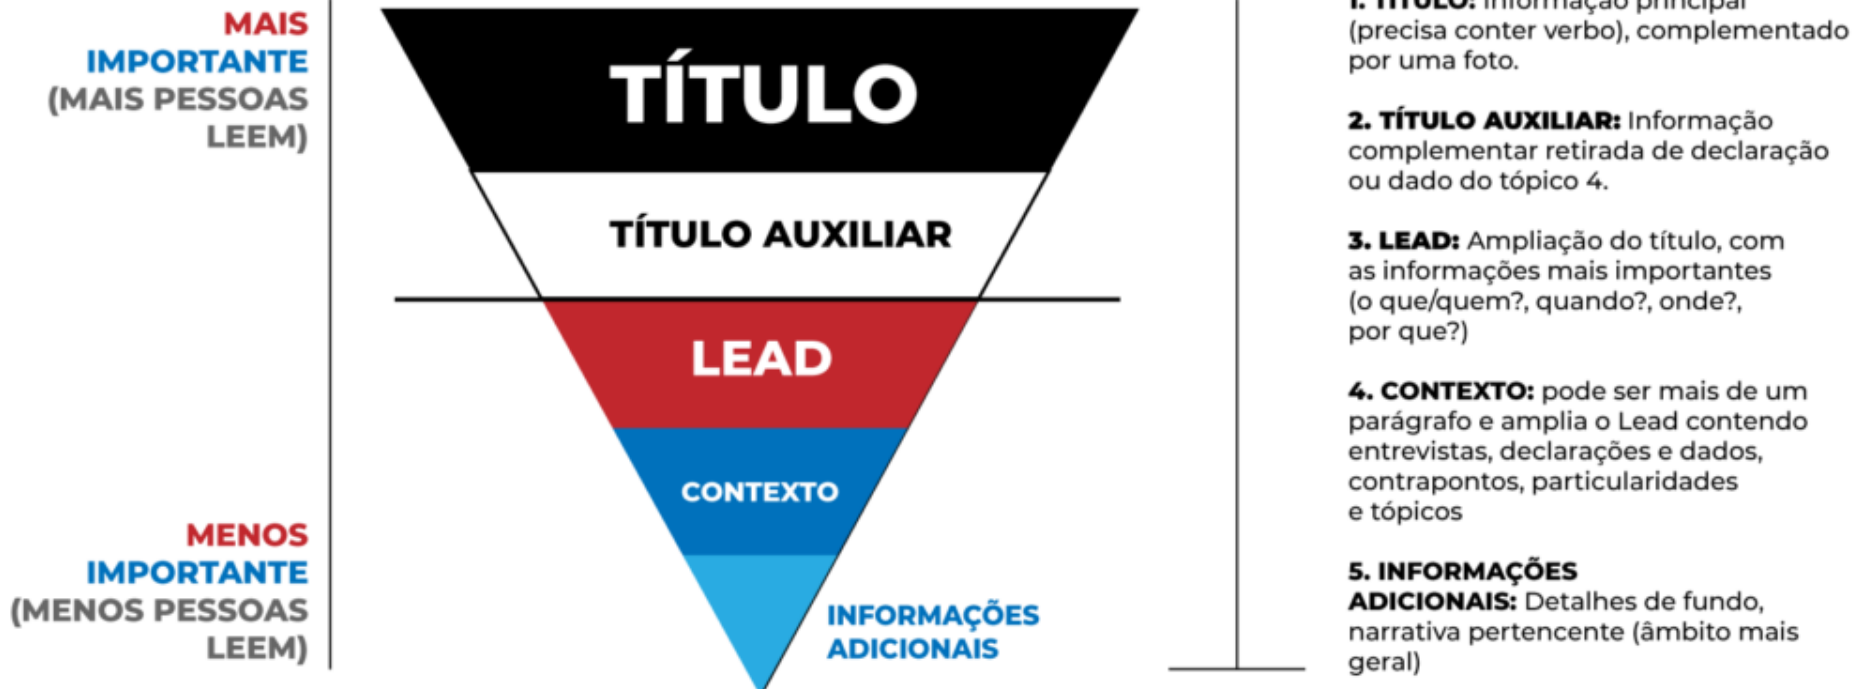 MAIS
IMPORTANTE
(MAIS PESSOAS
LEEM)
MENOS
IMPORTANTE
(MENOS PESSOAS
LEEM)
TÍTULO
TÍTULO AUXILIAR
LEAD
CONTEXTO
INFORMAÇÕES
ADICIONAIS
1. TÍTULO: Informação principal
(precisa conter verbo), complementado
por uma foto.
2. TÍTULO AUXILIAR: Informação
complementar retirada de declaração
ou dado do tópico 4.
3. LEAD: Ampliação do título, com
as informações mais importantes
(o que/quem?, quando?, onde?,
por que?)
4. CONTEXTO: pode ser mais de um
parágrafo e amplia o Lead contendo
entrevistas, declarações e dados,
contrapontos, particularidades
e tópicos
5. INFORMAÇÕES
ADICIONAIS: Detalhes de fundo,
narrativa pertencente (âmbito mais
geral)